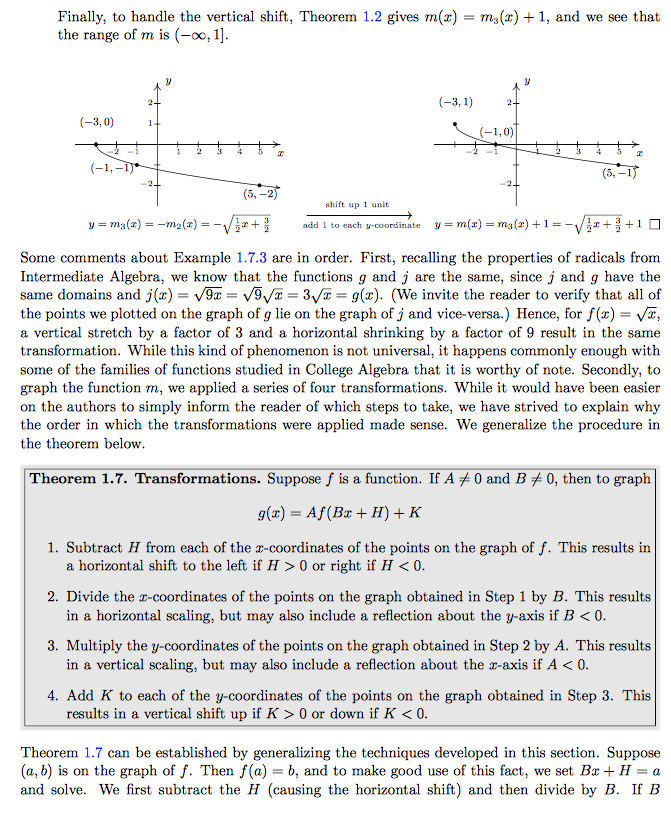 Finally, to handle the vertical shift, Theorem 1.2 gives m(x) = m₃(x) + 1, and we see that
the range of m is (−∞, 1].
y
2
1
−2
(−3, 0)
(−1, −1)
−2 −1 1 2 3 4 5 x
(5, −2)
y = m₃(x) = −m₂(x) = −√(1/2 x + 3/2)
shift up 1 unit
add 1 to each y-coordinate
y
(−3, 1)
2
(−1, 0)
−2 −1 1 2 3 4 5 x
−2
(5, −1)
y = m(x) = m₃(x) + 1 = −√(1/2 x + 3/2) + 1 □
Some comments about Example 1.7.3 are in order. First, recalling the properties of radicals from
Intermediate Algebra, we know that the functions g and j are the same, since j and g have the
same domains and j(x) = √9x = √9√x = 3√x = g(x). (We invite the reader to verify that all of
the points we plotted on the graph of g lie on the graph of j and vice-versa.) Hence, for f(x) = √x,
a vertical stretch by a factor of 3 and a horizontal shrinking by a factor of 9 result in the same
transformation. While this kind of phenomenon is not universal, it happens commonly enough with
some of the families of functions studied in College Algebra that it is worthy of note. Secondly, to
graph the function m, we applied a series of four transformations. While it would have been easier
on the authors to simply inform the reader of which steps to take, we have strived to explain why
the order in which the transformations were applied made sense. We generalize the procedure in
the theorem below.
Theorem 1.7. Transformations. Suppose f is a function. If A ≠ 0 and B ≠ 0, then to graph
g(x) = Af(Bx + H) + K
1. Subtract H from each of the x-coordinates of the points on the graph of f. This results in
a horizontal shift to the left if H > 0 or right if H < 0.
2. Divide the x-coordinates of the points on the graph obtained in Step 1 by B. This results
in a horizontal scaling, but may also include a reflection about the y-axis if B < 0.
3. Multiply the y-coordinates of the points on the graph obtained in Step 2 by A. This results
in a vertical scaling, but may also include a reflection about the x-axis if A < 0.
4. Add K to each of the y-coordinates of the points on the graph obtained in Step 3. This
results in a vertical shift up if K > 0 or down if K < 0.
Theorem 1.7 can be established by generalizing the techniques developed in this section. Suppose
(a, b) is on the graph of f. Then f(a) = b, and to make good use of this fact, we set Bx + H = a
and solve. We first subtract the H (causing the horizontal shift) and then divide by B. If B